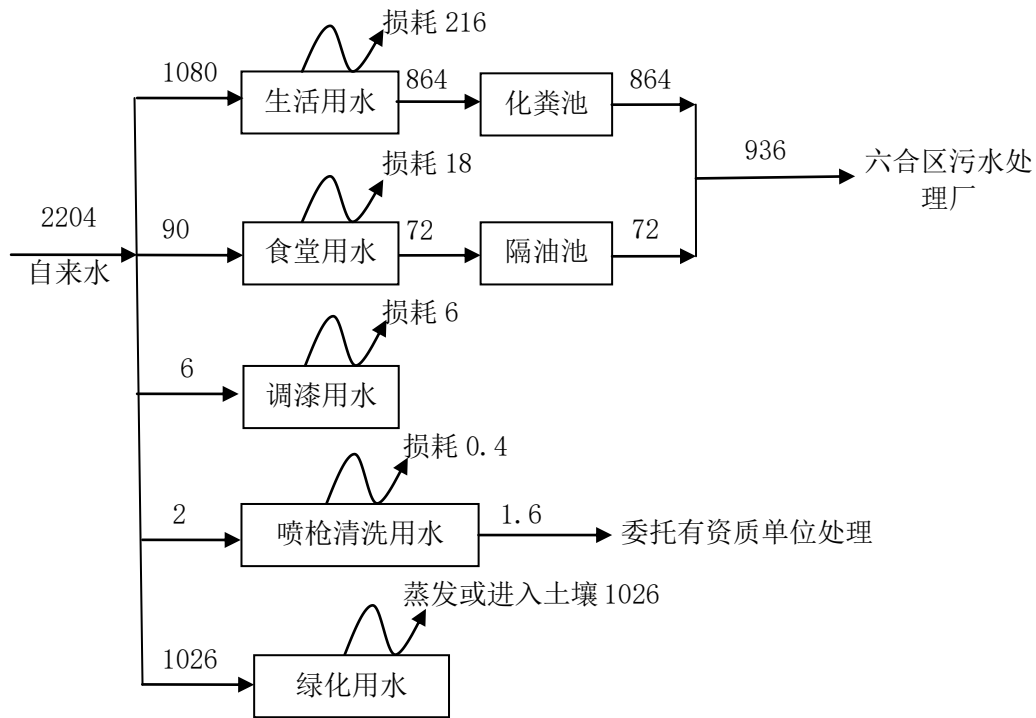 损耗 216
1080
生活用水
864
化粪池
864
936
六合区污水处
理厂
损耗 18
2204
自来水
90
食堂用水
72
隔油池
72
损耗 6
6
调漆用水
损耗 0.4
2
喷枪清洗用水
1.6
委托有资质单位处理
蒸发或进入土壤 1026
1026
绿化用水